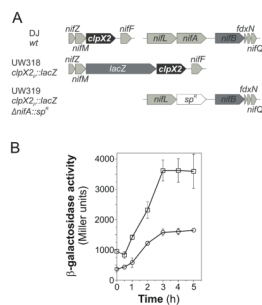 A
DJ
wt
nifZ
nifM
clpX2
nifF
nifL
nifA
nifB
fdxN
nifQ
UW318
clpX2p::lacZ
nifZ
nifM
lacZ
clpX2
nifF
UW319
clpX2p::lacZ
ΔnifA::spR
nifL
spR
nifB
fdxN
nifQ
B
β-galactosidase activity
(Miller units)
4000
3000
2000
1000
0
0 1 2 3 4 5
Time (h)